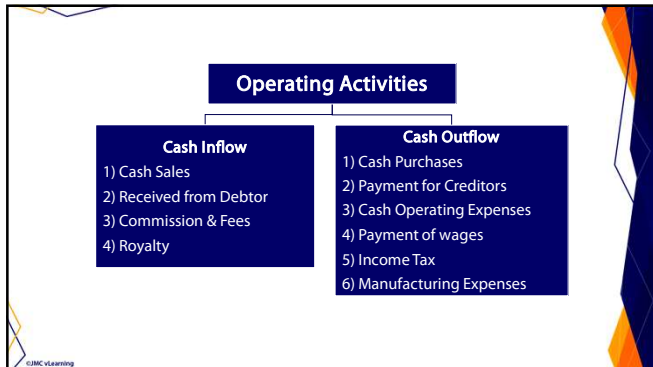 Operating Activities
Cash Inflow
1) Cash Sales
2) Received from Debtor
3) Commission & Fees
4) Royalty
Cash Outflow
1) Cash Purchases
2) Payment for Creditors
3) Cash Operating Expenses
4) Payment of wages
5) Income Tax
6) Manufacturing Expenses
©JMC vLearning